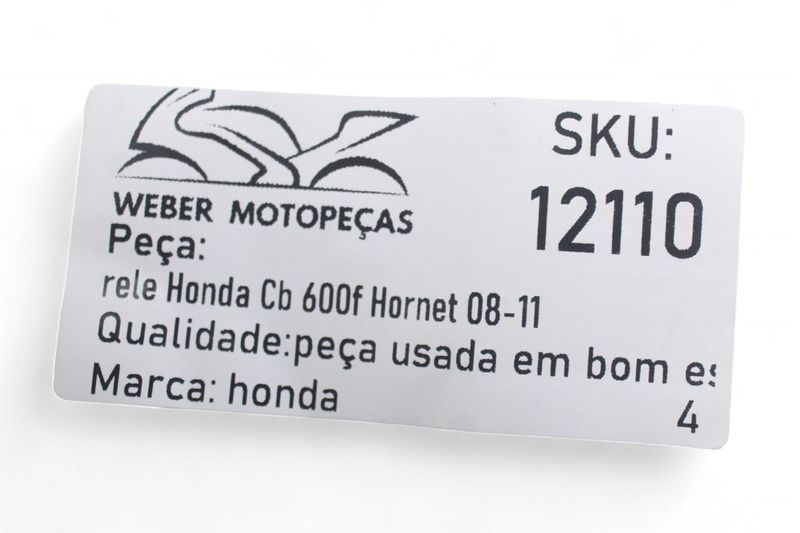 WEBER MOTOPEÇAS
SKU:
12110
Peça:
rele Honda Cb 600f Hornet 08-11
Qualidade:peça usada em bom
Marca: honda
4